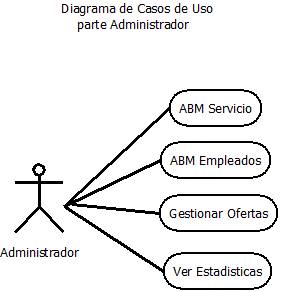 Diagrama de Casos de Uso
parte Administrador
ABM Servicio
ABM Empleados
Gestionar Ofertas
Administrador
Ver Estadisticas